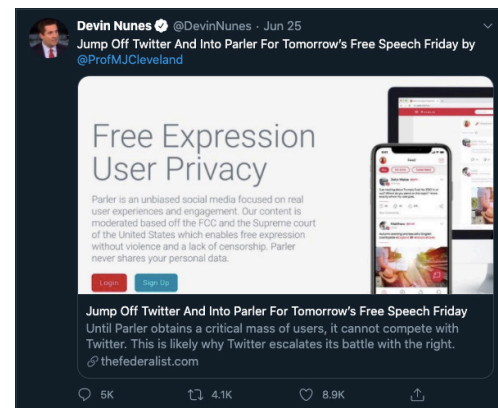 Devin Nunes @DevinNunes · Jun 25
Jump Off Twitter And Into Parler For Tomorrow's Free Speech Friday by
@ProfMJCleveland
Free Expression
User Privacy
Parler is an unbiased social media focused on real
user experiences and engagement. Our content is
moderated based off the FCC and the Supreme court
of the United States which enables free expression
without violence and a lack of censorship. Parler
never shares your personal data.
Login Sign Up
Jump Off Twitter And Into Parler For Tomorrow's Free Speech Friday
Until Parler obtains a critical mass of users, it cannot compete with
Twitter. This is likely why Twitter escalates its battle with the right.
thefederalist.com
5K 4.1K 8.9K